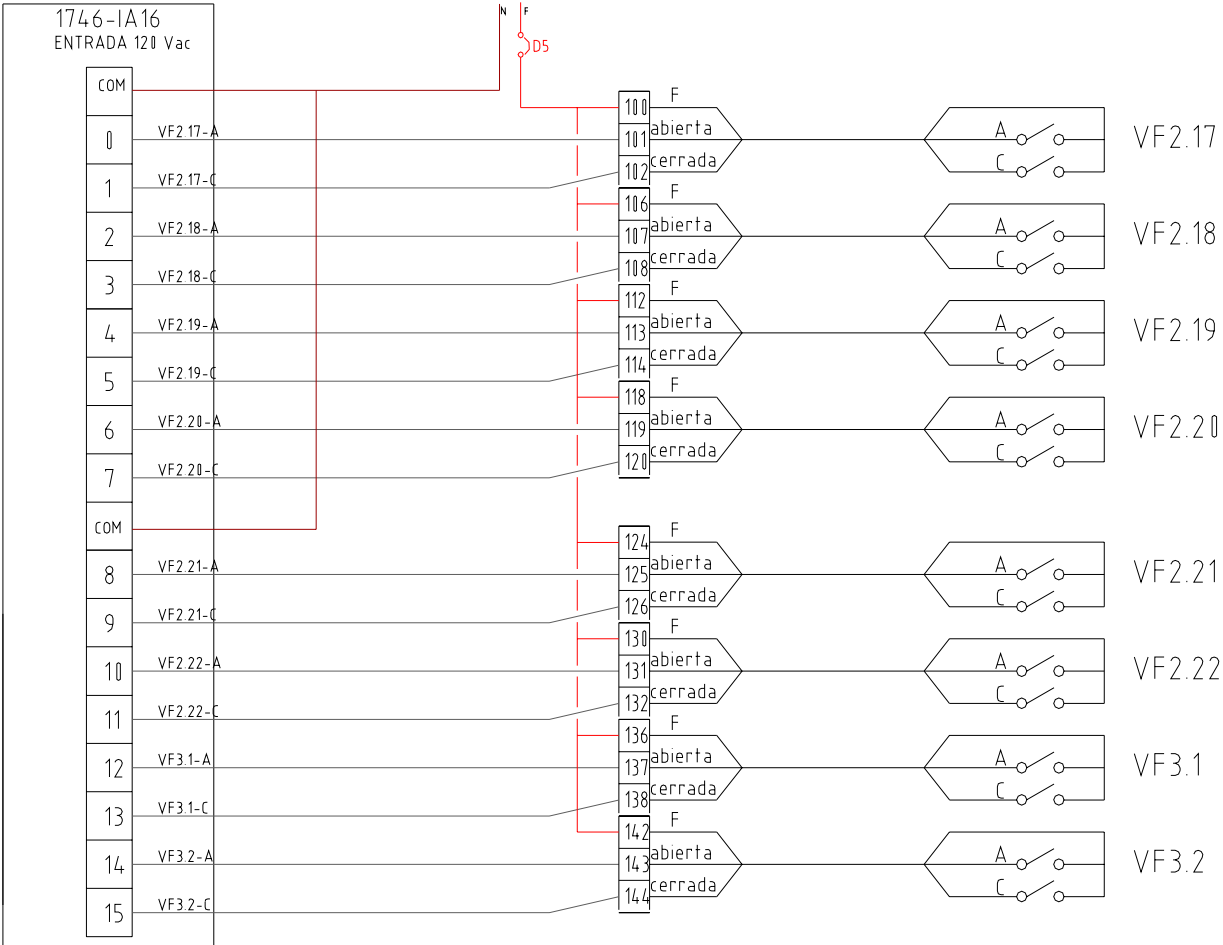 1746-IA16
ENTRADA 120 Vac
N F
D5
COM
100 F
0 VF2.17-A 101 abierta A VF2.17
1 VF2.17-C 102 cerrada C
106 F
2 VF2.18-A 107 abierta A VF2.18
3 VF2.18-C 108 cerrada C
112 F
4 VF2.19-A 113 abierta A VF2.19
5 VF2.19-C 114 cerrada C
118 F
6 VF2.20-A 119 abierta A VF2.20
7 VF2.20-C 120 cerrada C
COM
124 F
8 VF2.21-A 125 abierta A VF2.21
9 VF2.21-C 126 cerrada C
130 F
10 VF2.22-A 131 abierta A VF2.22
11 VF2.22-C 132 cerrada C
136 F
12 VF3.1-A 137 abierta A VF3.1
13 VF3.1-C 138 cerrada C
142 F
14 VF3.2-A 143 abierta A VF3.2
15 VF3.2-C 144 cerrada C